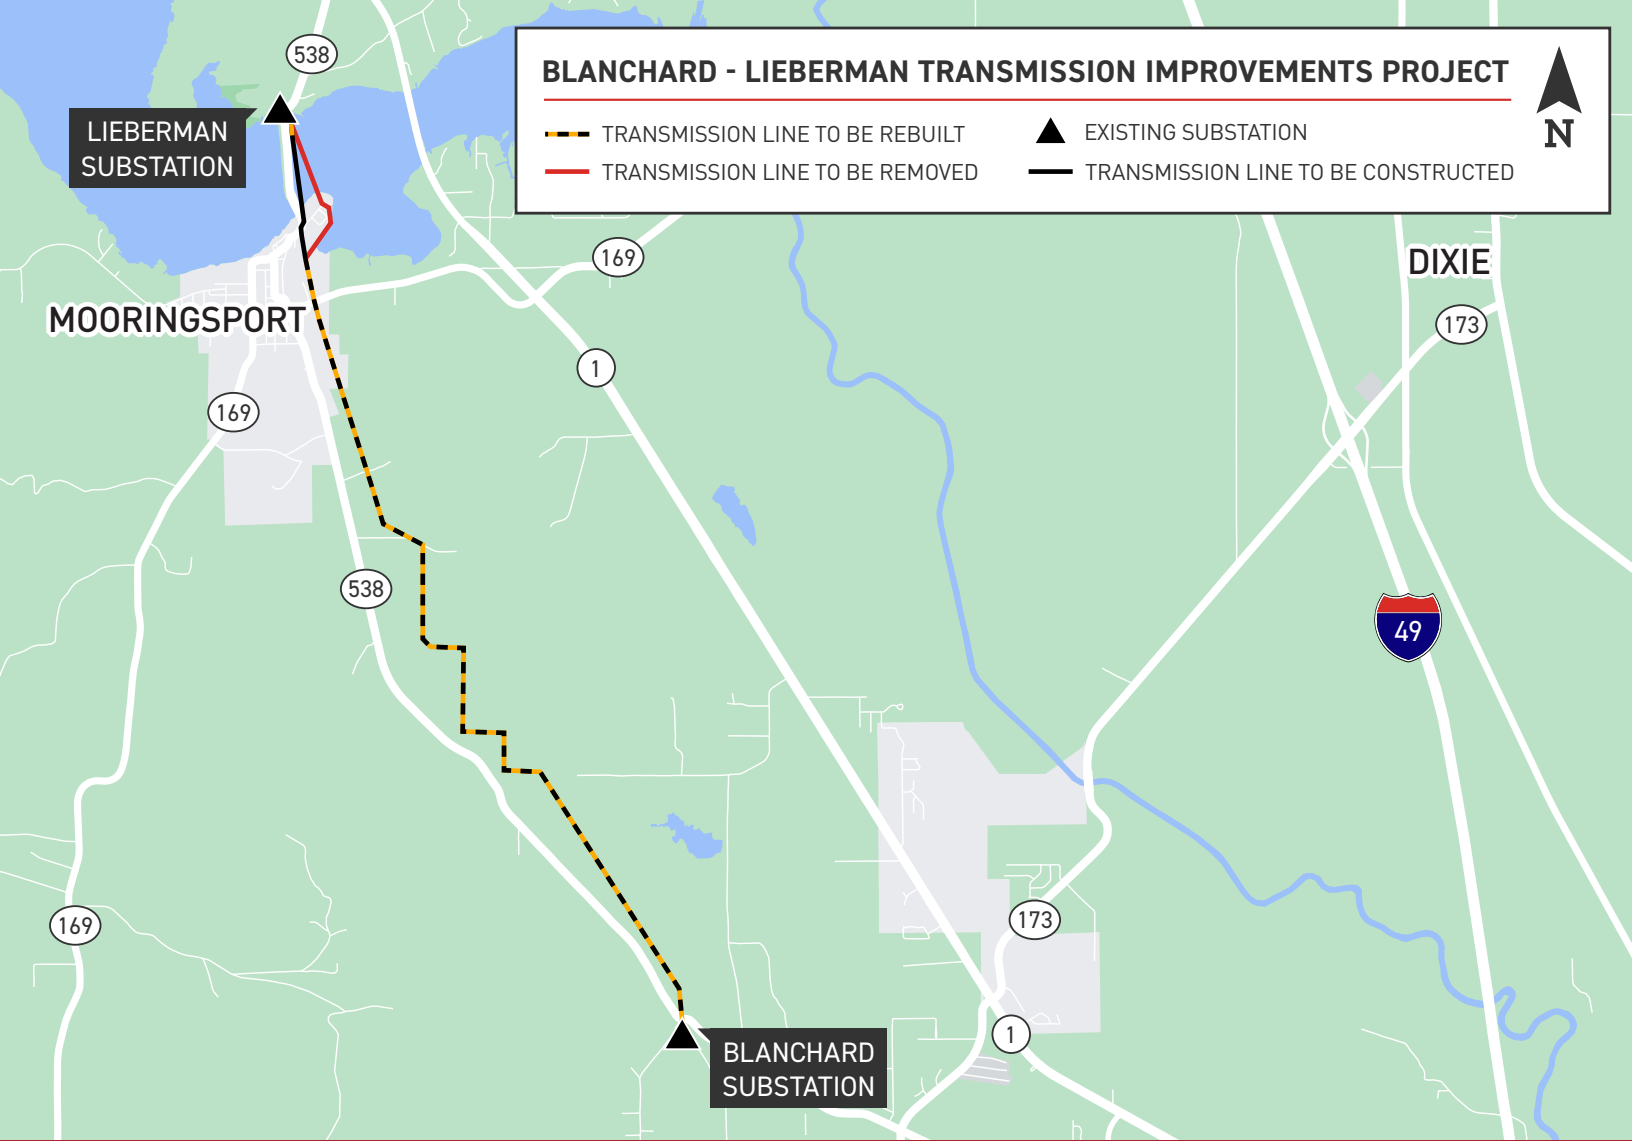 BLANCHARD - LIEBERMAN TRANSMISSION IMPROVEMENTS PROJECT
TRANSMISSION LINE TO BE REBUILT
EXISTING SUBSTATION
TRANSMISSION LINE TO BE REMOVED
TRANSMISSION LINE TO BE CONSTRUCTED
N
538
LIEBERMAN
SUBSTATION
169
DIXIE
MOORINGSPORT
173
1
169
538
49
169
173
1
BLANCHARD
SUBSTATION